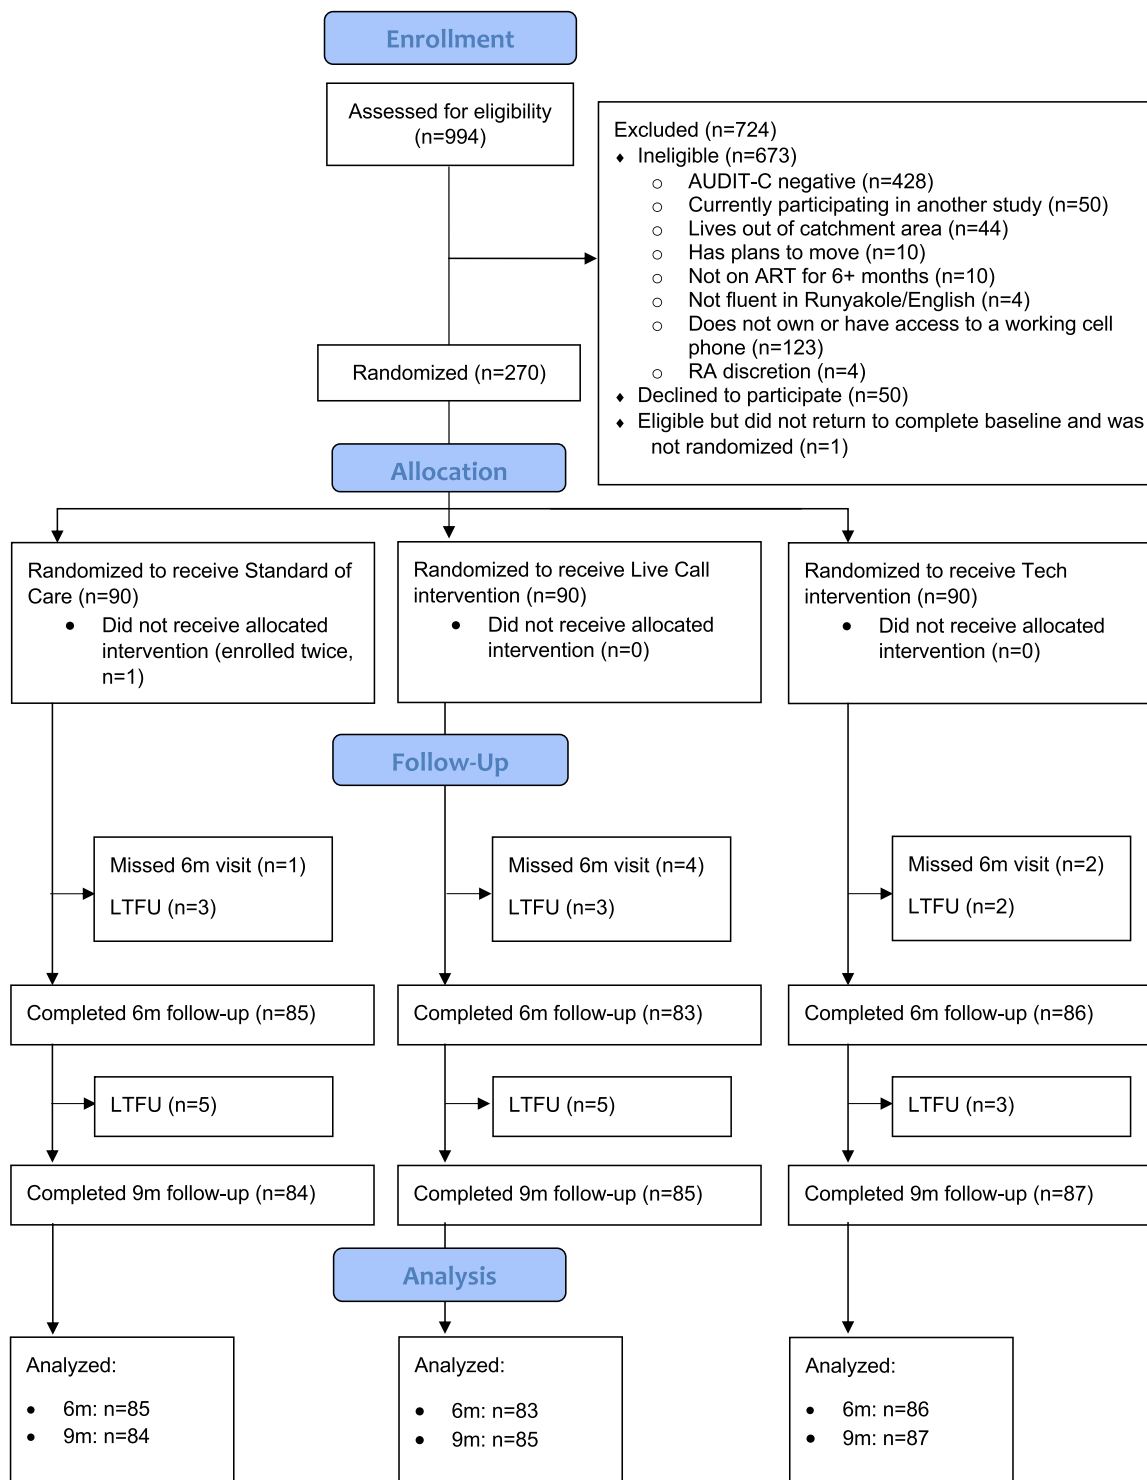 Enrollment
Assessed for eligibility
(n=994)
Excluded (n=724)
♦ Ineligible (n=673)
o AUDIT-C negative (n=428)
o Currently participating in another study (n=50)
o Lives out of catchment area (n=44)
o Has plans to move (n=10)
o Not on ART for 6+ months (n=10)
o Not fluent in Runyakole/English (n=4)
o Does not own or have access to a working cell
phone (n=123)
o RA discretion (n=4)
♦ Declined to participate (n=50)
♦ Eligible but did not return to complete baseline and was
not randomized (n=1)
Randomized (n=270)
Allocation
Randomized to receive Standard of
Care (n=90)
• Did not receive allocated
intervention (enrolled twice,
n=1)
Randomized to receive Live Call
intervention (n=90)
• Did not receive allocated
intervention (n=0)
Randomized to receive Tech
intervention (n=90)
• Did not receive allocated
intervention (n=0)
Follow-Up
Missed 6m visit (n=1)
LTFU (n=3)
Missed 6m visit (n=4)
LTFU (n=3)
Missed 6m visit (n=2)
LTFU (n=2)
Completed 6m follow-up (n=85)
Completed 6m follow-up (n=83)
Completed 6m follow-up (n=86)
LTFU (n=5)
LTFU (n=5)
LTFU (n=3)
Completed 9m follow-up (n=84)
Completed 9m follow-up (n=85)
Completed 9m follow-up (n=87)
Analysis
Analyzed:
• 6m: n=85
• 9m: n=84
Analyzed:
• 6m: n=83
• 9m: n=85
Analyzed:
• 6m: n=86
• 9m: n=87